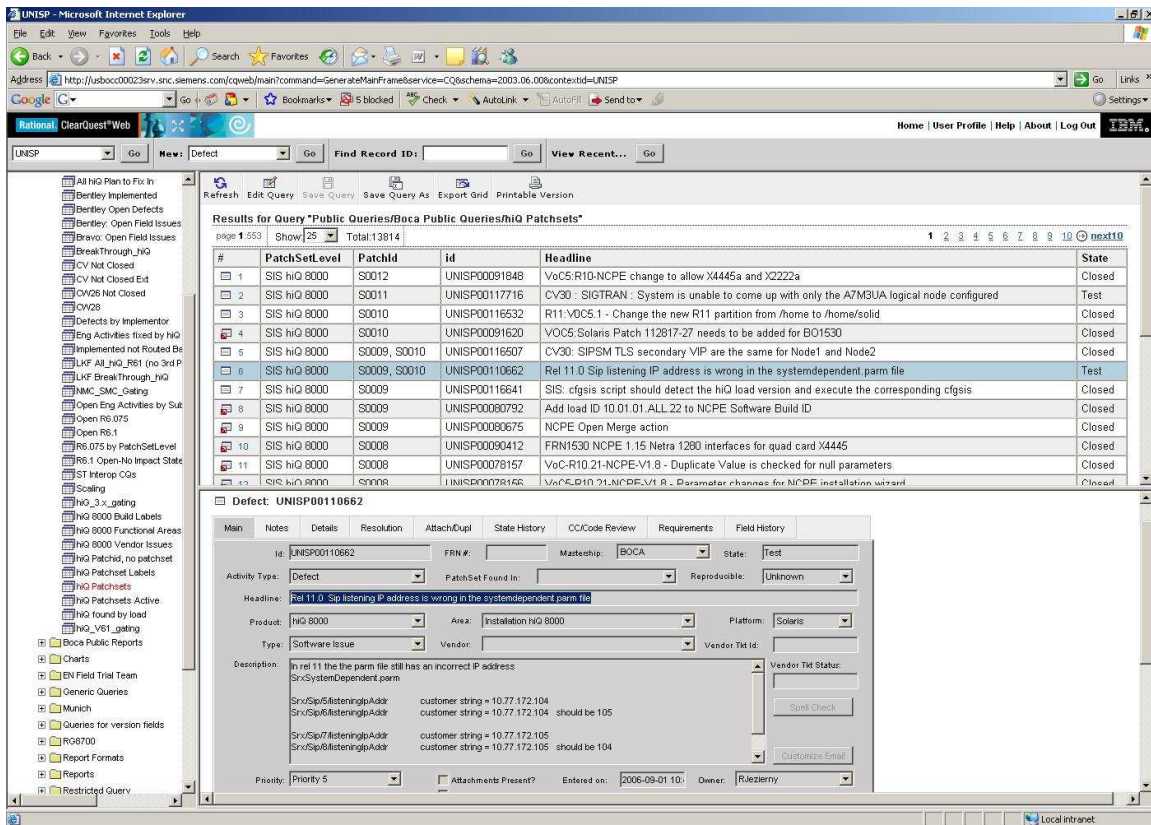 UNISP - Microsoft Internet Explorer
File Edit View Favorites Tools Help
Back Search Favorites
Address http://usbocc00023srv.snc.siemens.com/cqweb/main?command=GenerateMainFrame&service=CQ&schema=2003.06.00&contextid=UNISP Go Links
Google G Go Bookmarks 5 blocked Check AutoLink AutoFill Send to Settings
Rational. ClearQuest® Web Home | User Profile | Help | About | Log Out IBM.
UNISP Go New: Defect Go Find Record ID: Go View Recent... Go
All hiQ Plan to Fix In
Bentley Implemented
Bentley Open Defects
Bentley: Open Field Issues
Bravo: Open Field Issues
BreakThrough_hiQ
CV Not Closed
CV Not Closed Ext
CW26 Not Closed
CW28
Defects by Implementor
Eng Activities fixed by hiQ
Implemented not Routed Ba
LKF All_hiQ_R61 (no 3rd P
LKF BreakThrough_hiQ
NMC_SMC_Gating
Open Eng Activities by Sub
Open R6.075
Open R6.1
R6.075 by PatchSetLevel
R6.1 Open-No Impact State
ST Interop CQs
Scaling
hiG_3.x_gating
hiQ 8000 Build Labels
hiQ 8000 Functional Areas
hiQ 8000 Vendor Issues
hiQ Patchid, no patchset
hiQ Patchset Labels
hiQ Patchsets
hiQ Patchsets Active
hiQ found by load
hiQ_V61_gating
Boca Public Reports
Charts
EN Field Trial Team
Generic Queries
Munich
Queries for version fields
RG8700
Report Formats
Reports
Restricted Query
Refresh Edit Query Save Query Save Query As Export Grid Printable Version
Results for Query "Public Queries/Boca Public Queries/hiQ Patchsets"
page 1:553 Show: 25 Total:13814 1 2 3 4 5 6 7 8 9 10 next10
# PatchSetLevel PatchId id Headline State
1 SIS hiQ 8000 S0012 UNISP00091848 VoC5:R10-NCPE change to allow X4445a and X2222a Closed
2 SIS hiQ 8000 S0011 UNISP00117716 CV30 : SIGTRAN : System is unable to come up with only the A7M3UA logical node configured Test
3 SIS hiQ 8000 S0010 UNISP00116532 R11:V0C5.1 - Change the new R11 partition from /home to /home/solid Closed
4 SIS hiQ 8000 S0010 UNISP00091620 VOC5:Solaris Patch 112817-27 needs to be added for BO1530 Closed
5 SIS hiQ 8000 S0009, S0010 UNISP00116507 CV30: SIPSM TLS secondary VIP are the same for Node1 and Node2 Closed
6 SIS hiQ 8000 S0009, S0010 UNISP00110662 Rel 11.0 Sip listening IP address is wrong in the systemdependent.parm file Test
7 SIS hiQ 8000 S0009 UNISP00116641 SIS: cfgsis script should detect the hiQ load version and execute the corresponding cfgsis Closed
8 SIS hiQ 8000 S0009 UNISP00080792 Add load ID 10.01.01.ALL.22 to NCPE Software Build ID Closed
9 SIS hiQ 8000 S0009 UNISP00080675 NCPE Open Merge action Closed
10 SIS hiQ 8000 S0008 UNISP00090412 FRN1530 NCPE 1.15 Netra 1280 interfaces for quad card X4445 Closed
11 SIS hiQ 8000 S0008 UNISP00078157 VoC-R10.21-NCPE-V1.8 - Duplicate Value is checked for null parameters Closed
12 SIS hiQ 8000 S0008 UNISP00078156 VoC5-R10.21-NCPE-V1.8 - Parameter changes for NCPE installation wizard Closed
Defect: UNISP00110662
Main Notes Details Resolution Attach/Dupl State History CC/Code Review Requirements Field History
Id: UNISP00110662 FRN #: Mastership: BOCA State: Test
Activity Type: Defect PatchSet Found In: Reproducible: Unknown
Headline: Rel 11.0 Sip listening IP address is wrong in the systemdependent.parm file
Product: hiQ 8000 Area: Installation hiQ 8000 Platform: Solaris
Type: Software Issue Vendor: Vendor Tkt Id:
Description: In rel 11 the the parm file still has an incorrect IP address Vendor Tkt Status:
SrxSystemDependent.parm
Srx/Sip/5/listeningIpAddr customer string = 10.77.172.104
Srx/Sip/6/listeningIpAddr customer string = 10.77.172.104 should be 105
Spell Check
Srx/Sip/7/listeningIpAddr customer string = 10.77.172.105
Srx/Sip/8/listeningIpAddr customer string = 10.77.172.105 should be 104
Customize Email
Priority: Priority 5 Attachments Present? Entered on: 2006-09-01 10: Owner: RJezierny
Local intranet